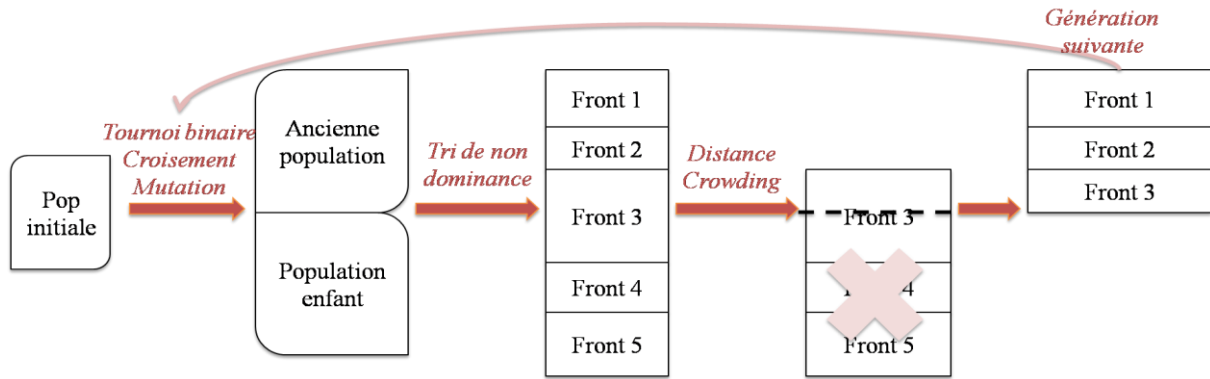 Pop
initiale
Tournoi binaire
Croisement
Mutation
Ancienne
population
Population
enfant
Tri de non
dominance
Front 1
Front 2
Front 3
Front 4
Front 5
Distance
Crowding
Front 3
4
Front 5
Génération
suivante
Front 1
Front 2
Front 3